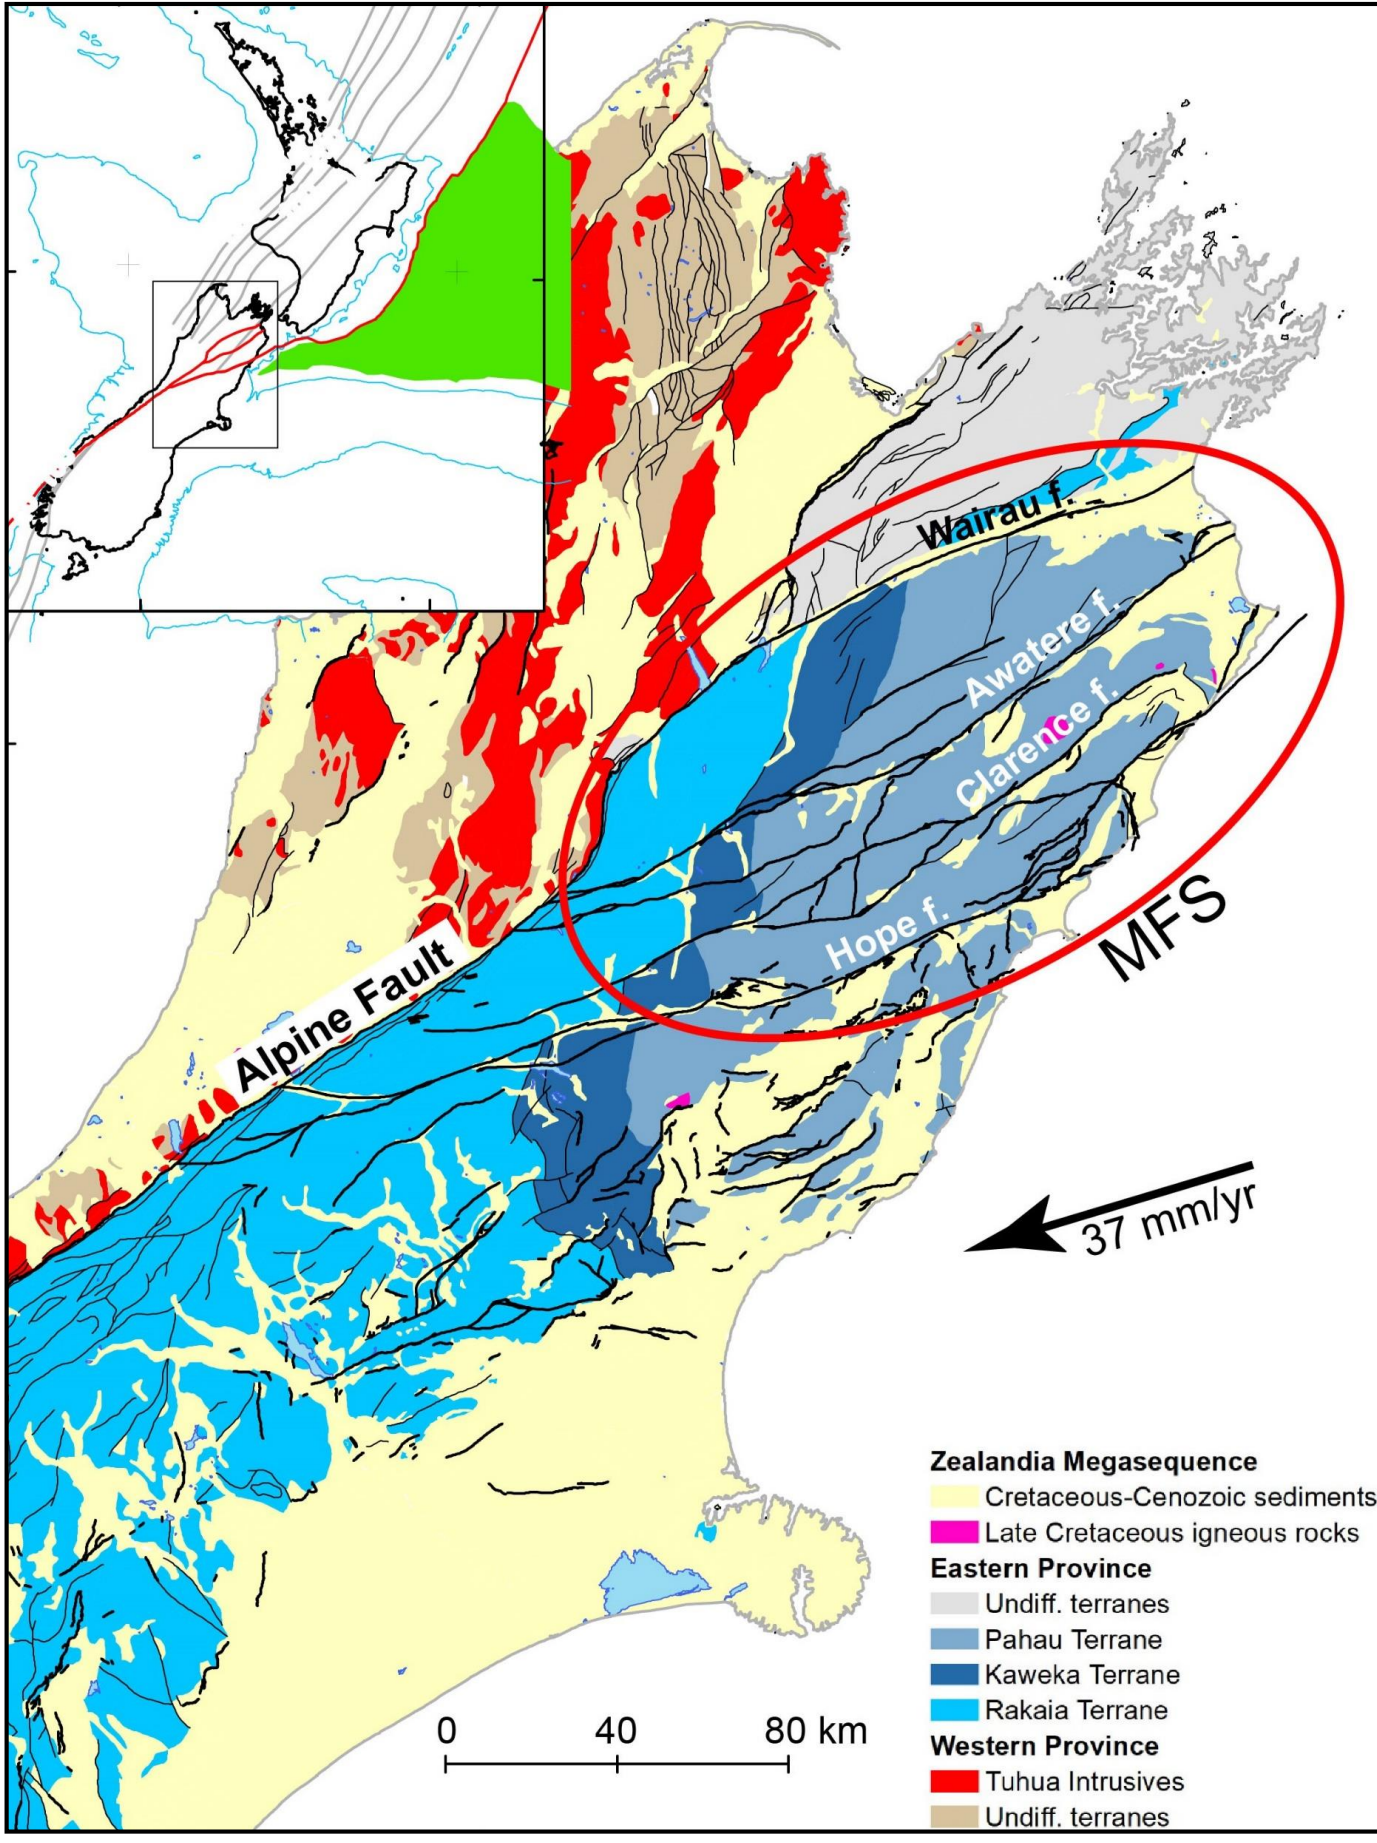 Wairau f.
Awatere f.
Clarence f.
Hope f.
MFS
Alpine Fault
37 mm/yr
Zealandia Megasequence
Cretaceous-Cenozoic sediments
Late Cretaceous igneous rocks
Eastern Province
Undiff. terranes
Pahau Terrane
Kaweka Terrane
Rakaia Terrane
Western Province
Tuhua Intrusives
Undiff. terranes
0 40 80 km